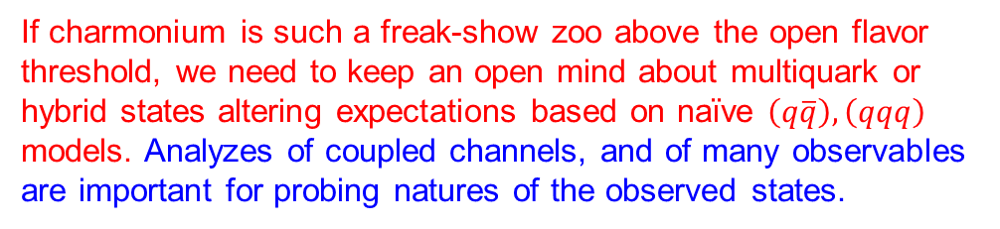 If charmonium is such a freak-show zoo above the open flavor
threshold, we need to keep an open mind about multiquark or
hybrid states altering expectations based on naïve (qq̄),(qqq)
models. Analyzes of coupled channels, and of many observables
are important for probing natures of the observed states.